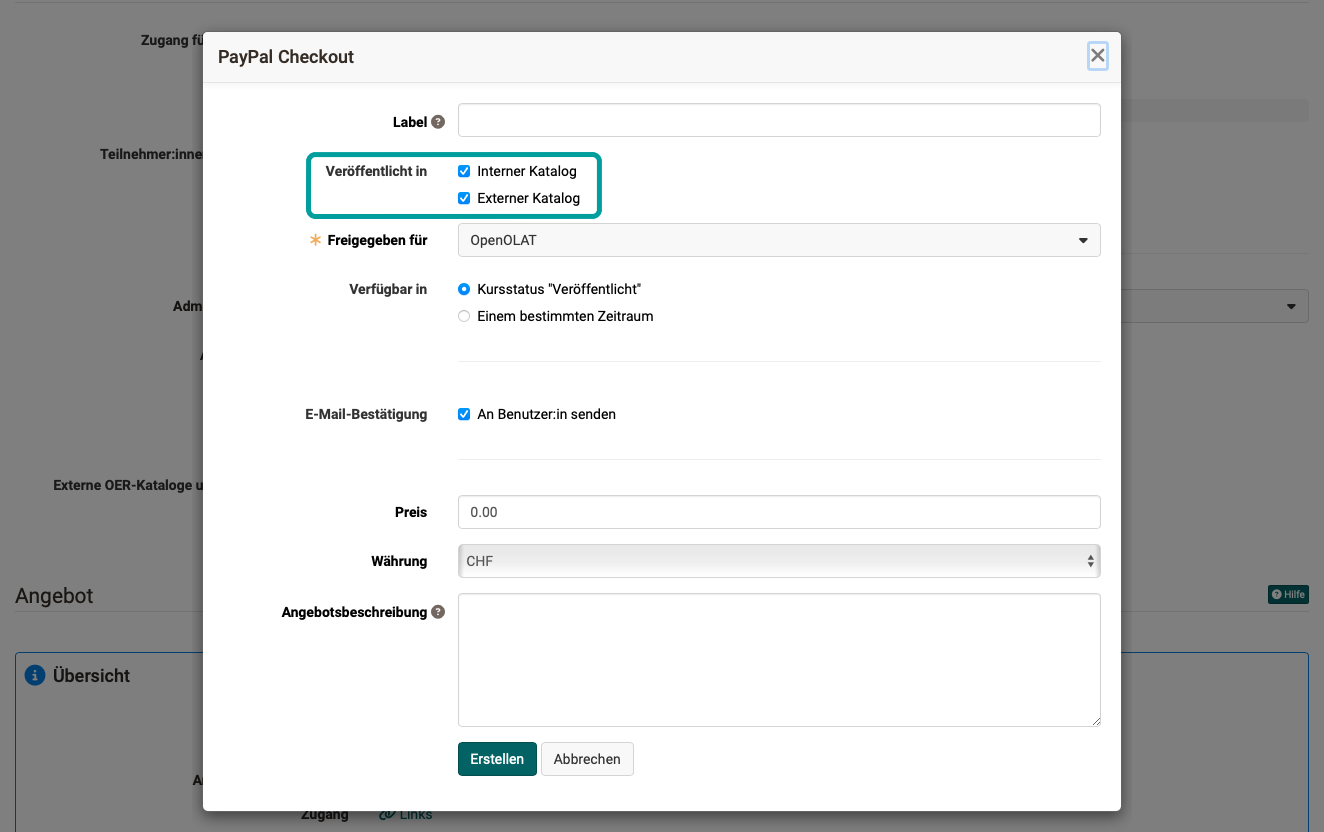 Zugang fü
PayPal Checkout
Label ?
Teilnehmer:inne
Veröffentlicht in
Interner Katalog
Externer Katalog
* Freigegeben für
OpenOLAT
Verfügbar in
Kursstatus "Veröffentlicht"
Adm
Einem bestimmten Zeitraum
E-Mail-Bestätigung
An Benutzer:in senden
Externe OER-Kataloge u
Preis
0.00
Währung
CHF
Angebot
? Hilfe
Angebotsbeschreibung ?
i Übersicht
Erstellen
Abbrechen
Zugang
Links